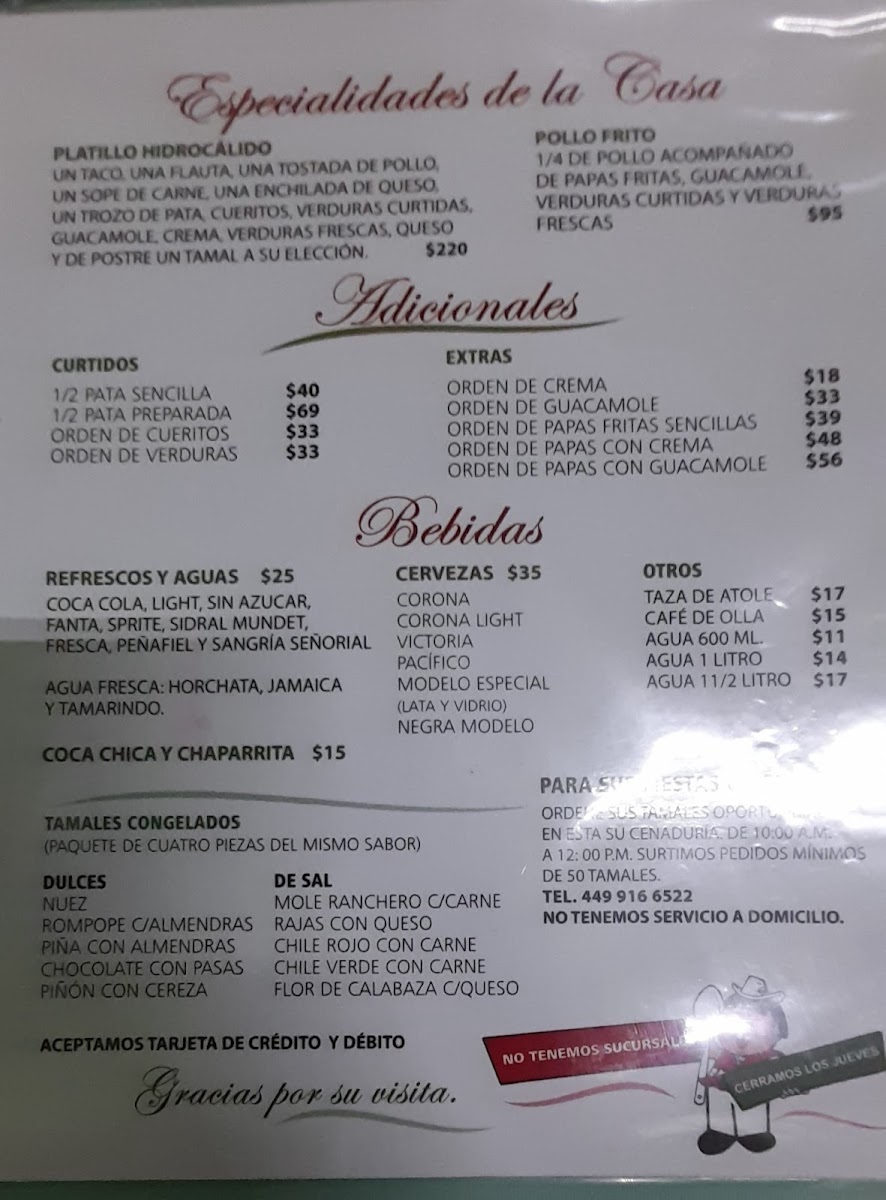 Especialidades de la Casa
PLATILLO HIDROCÁLIDO
UN TACO, UNA FLAUTA, UNA TOSTADA DE POLLO,
UN SOPE DE CARNE, UNA ENCHILADA DE QUESO,
UN TROZO DE PATA, CUERITOS, VERDURAS CURTIDAS,
GUACAMOLE, CREMA, VERDURAS FRESCAS, QUESO
Y DE POSTRE UN TAMAL A SU ELECCIÓN. $220
POLLO FRITO
1/4 DE POLLO ACOMPAÑADO
DE PAPAS FRITAS, GUACAMOLE,
VERDURAS CURTIDAS Y VERDURAS
FRESCAS $95
Adicionales
CURTIDOS
1/2 PATA SENCILLA $40
1/2 PATA PREPARADA $69
ORDEN DE CUERITOS $33
ORDEN DE VERDURAS $33
EXTRAS
ORDEN DE CREMA $18
ORDEN DE GUACAMOLE $33
ORDEN DE PAPAS FRITAS SENCILLAS $39
ORDEN DE PAPAS CON CREMA $48
ORDEN DE PAPAS CON GUACAMOLE $56
Bebidas
REFRESCOS Y AGUAS $25
COCA COLA, LIGHT, SIN AZUCAR,
FANTA, SPRITE, SIDRAL MUNDET,
FRESCA, PEÑAFIEL Y SANGRÍA SEÑORIAL
AGUA FRESCA: HORCHATA, JAMAICA
Y TAMARINDO.
COCA CHICA Y CHAPARRITA $15
CERVEZAS $35
CORONA
CORONA LIGHT
VICTORIA
PACÍFICO
MODELO ESPECIAL
(LATA Y VIDRIO)
NEGRA MODELO
OTROS
TAZA DE ATOLE $17
CAFÉ DE OLLA $15
AGUA 600 ML. $11
AGUA 1 LITRO $14
AGUA 11/2 LITRO $17
TAMALES CONGELADOS
(PAQUETE DE CUATRO PIEZAS DEL MISMO SABOR)
DULCES
NUEZ
ROMPOPE C/ALMENDRAS
PIÑA CON ALMENDRAS
CHOCOLATE CON PASAS
PIÑÓN CON CEREZA
DE SAL
MOLE RANCHERO C/CARNE
RAJAS CON QUESO
CHILE ROJO CON CARNE
CHILE VERDE CON CARNE
FLOR DE CALABAZA C/QUESO
PARA
ORDENE SUS TAMALES
EN ESTA SU CENADURÍA. DE 10:00 A.M.
A 12: 00 P.M. SURTIMOS PEDIDOS MÍNIMOS
DE 50 TAMALES.
TEL. 449 916 6522
NO TENEMOS SERVICIO A DOMICILIO.
ACEPTAMOS TARJETA DE CRÉDITO Y DÉBITO
Gracias por su visita.
NO TENEMOS
CERRAMOS LOS JUEVES